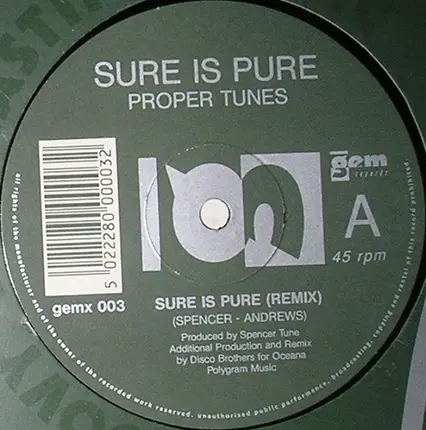 SURE IS PURE
PROPER TUNES
gem
records
A
45 rpm
5 022280 000032
gemx 003
SURE IS PURE (REMIX)
(SPENCER - ANDREWS)
Produced by Spencer Tune
Additional Production and Remix
by Disco Brothers for Oceana
Polygram Music
all rights of the manufacturer and of the owner of the recorded work reserved. unauthorised public performance, broadcasting, copying and rental of this record prohibited.